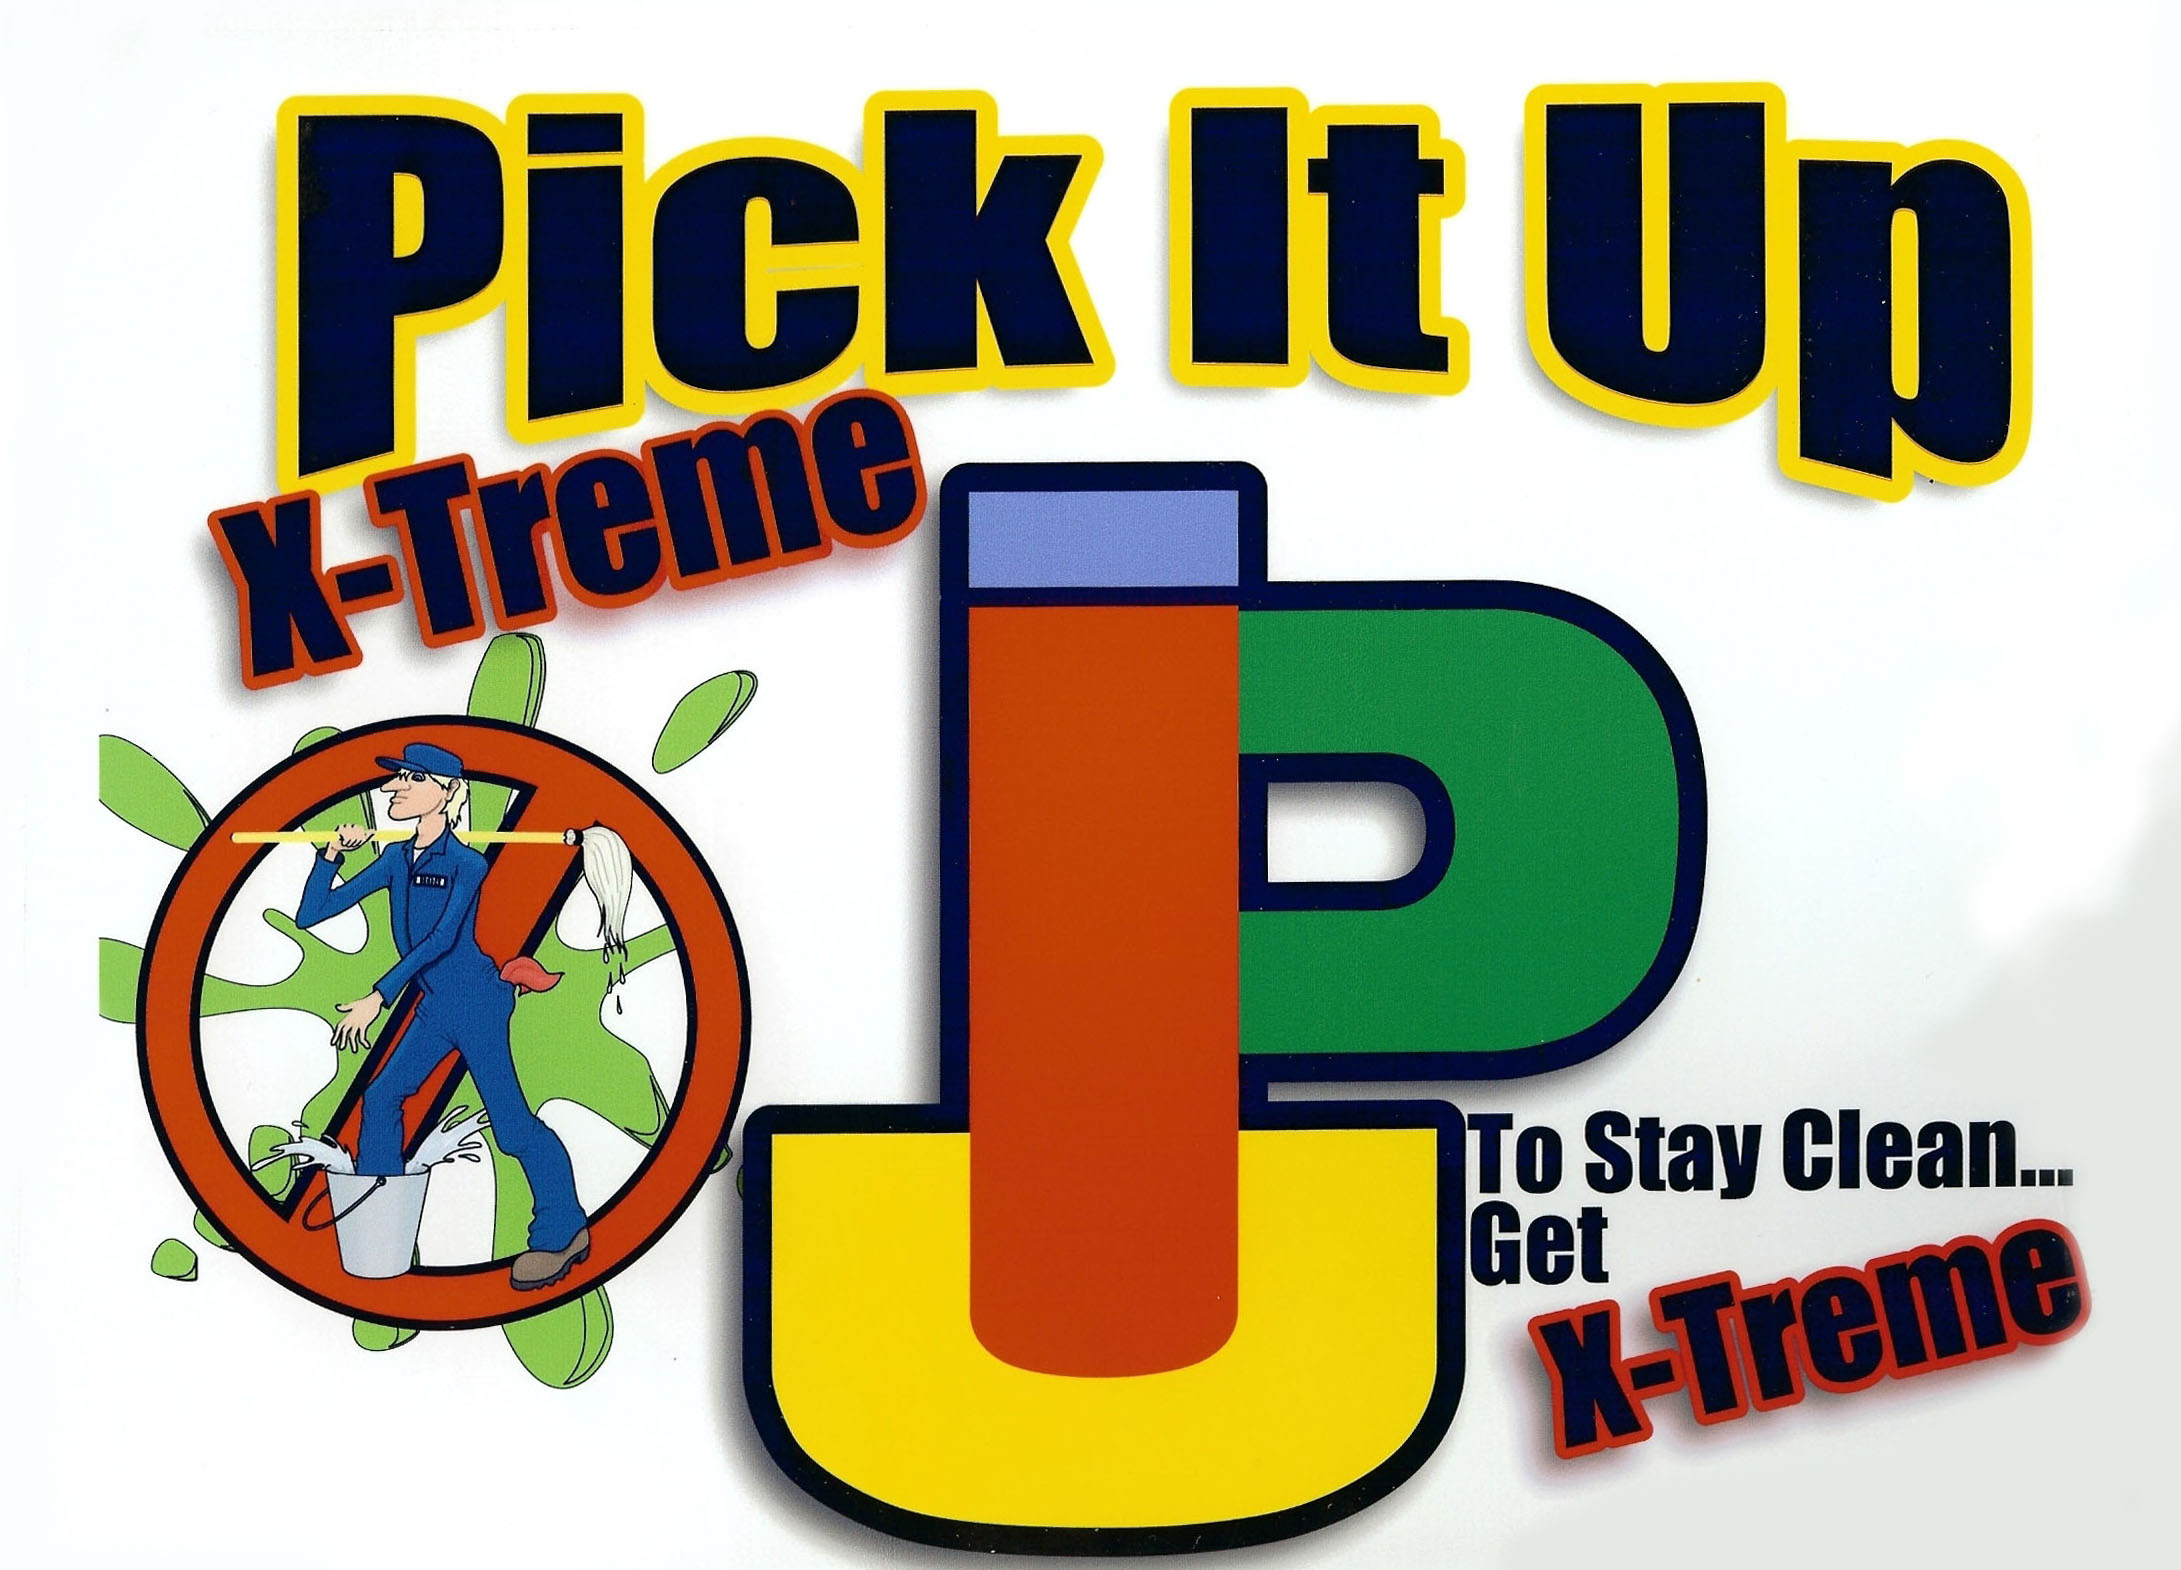 Pick It Up
X-Treme
To Stay Clean...
Get
X-Treme